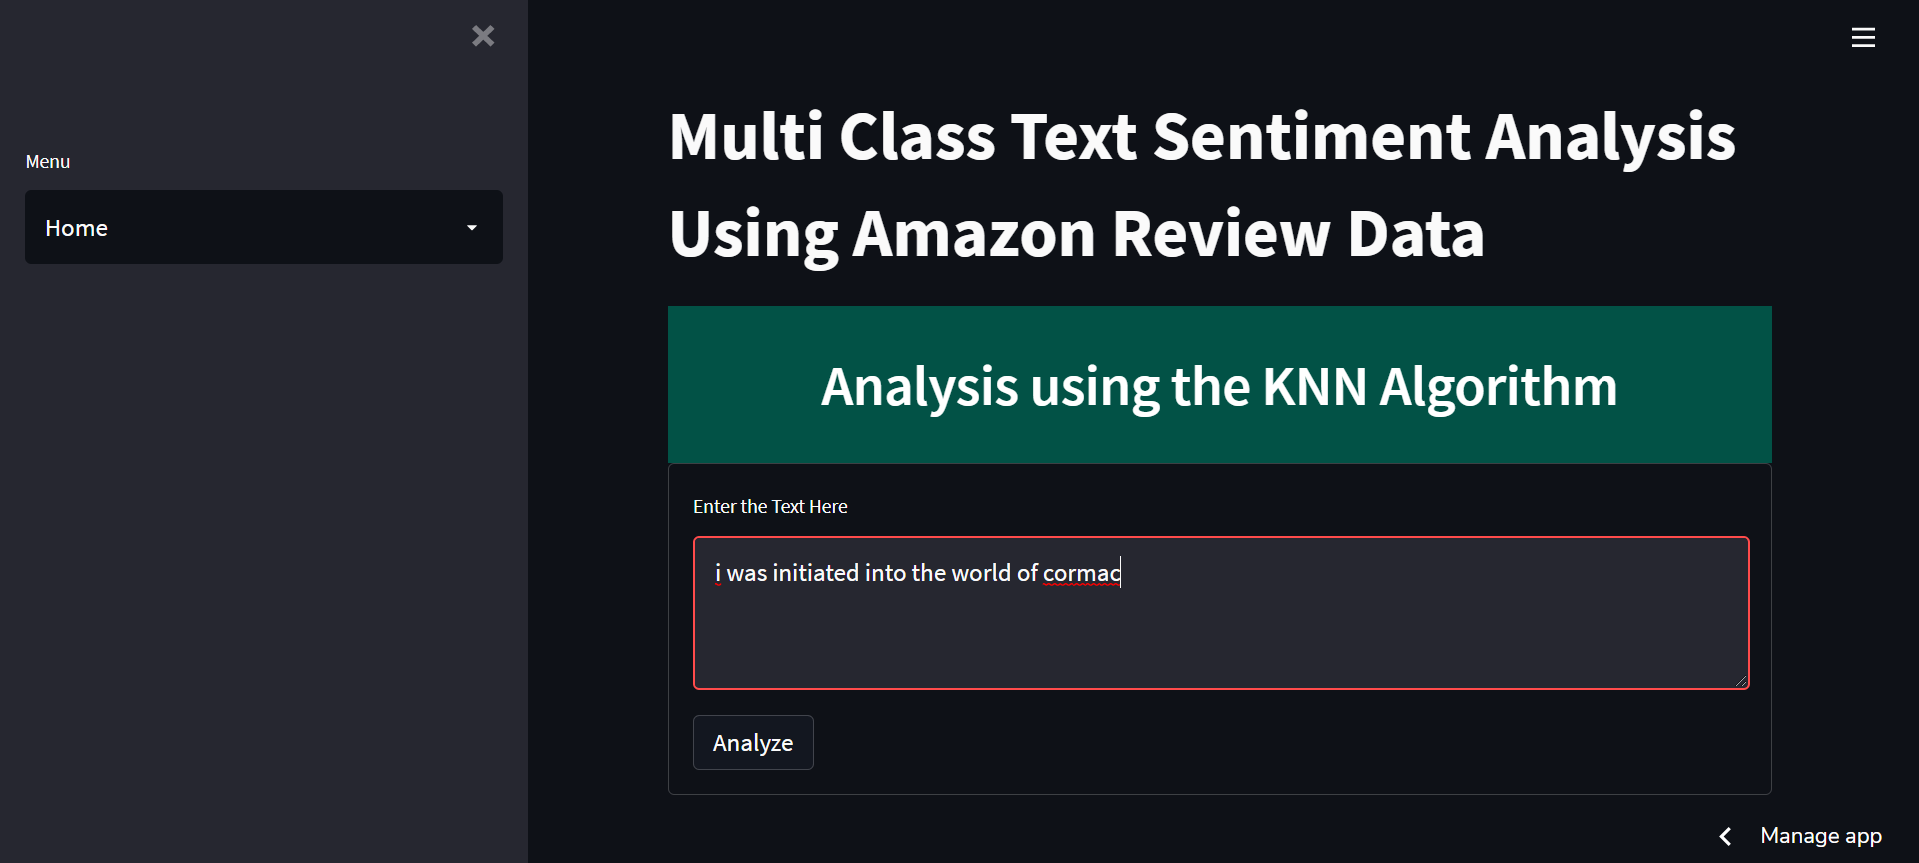 Menu
Home
Multi Class Text Sentiment Analysis
Using Amazon Review Data
Analysis using the KNN Algorithm
Enter the Text Here
i was initiated into the world of cormac
Analyze
Manage app